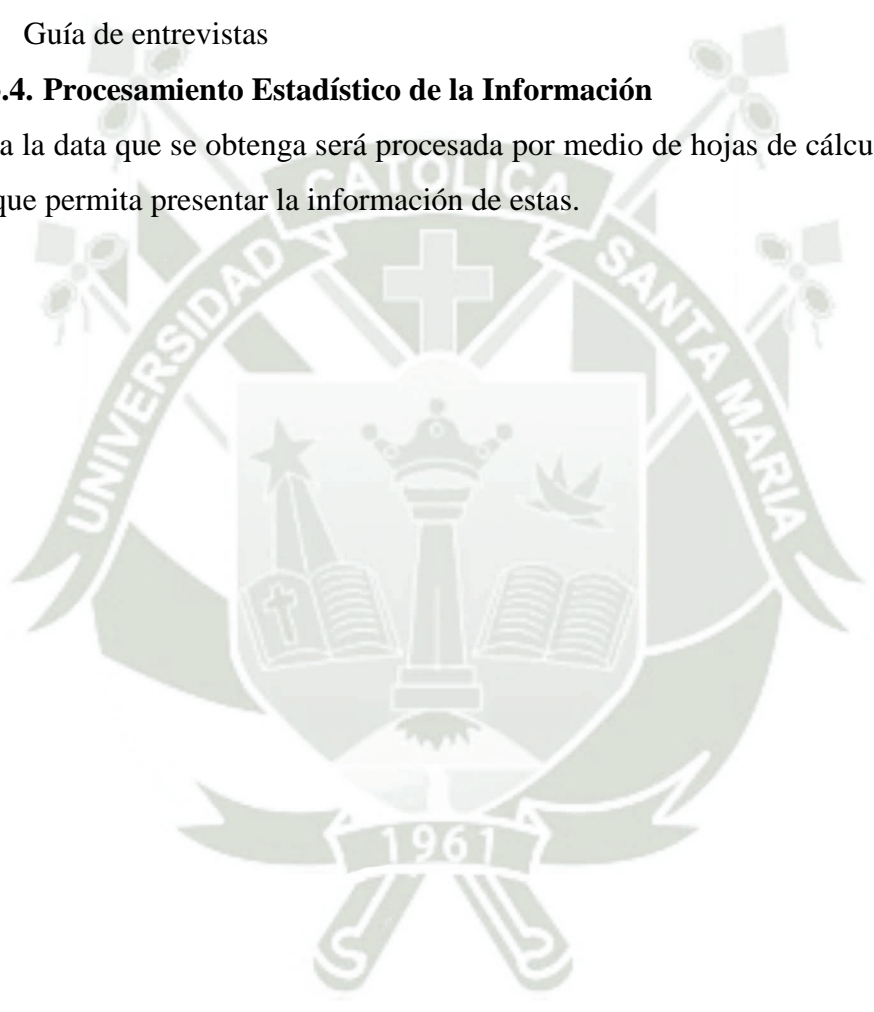 Guía de entrevistas
.4. Procesamiento Estadístico de la Información
a la data que se obtenga será procesada por medio de hojas de cálcu
que permita presentar la información de estas.
UNIVERSIDAD CATOLICA SANTA MARIA
1961